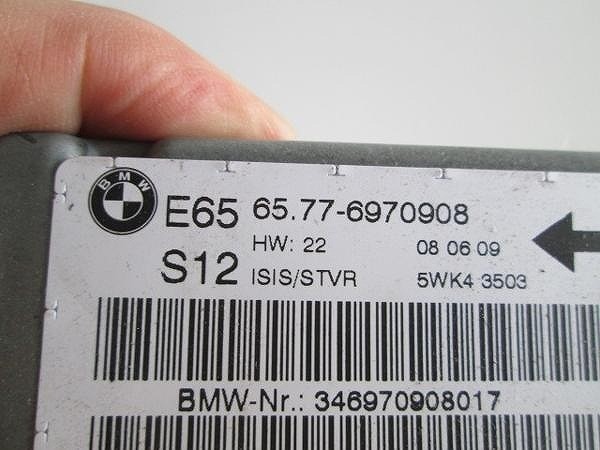 BMW
E65 65.77-6970908
HW: 22 08 06 09
S12 ISIS/STVR 5WK4 3503
BMW-Nr.: 346970908017